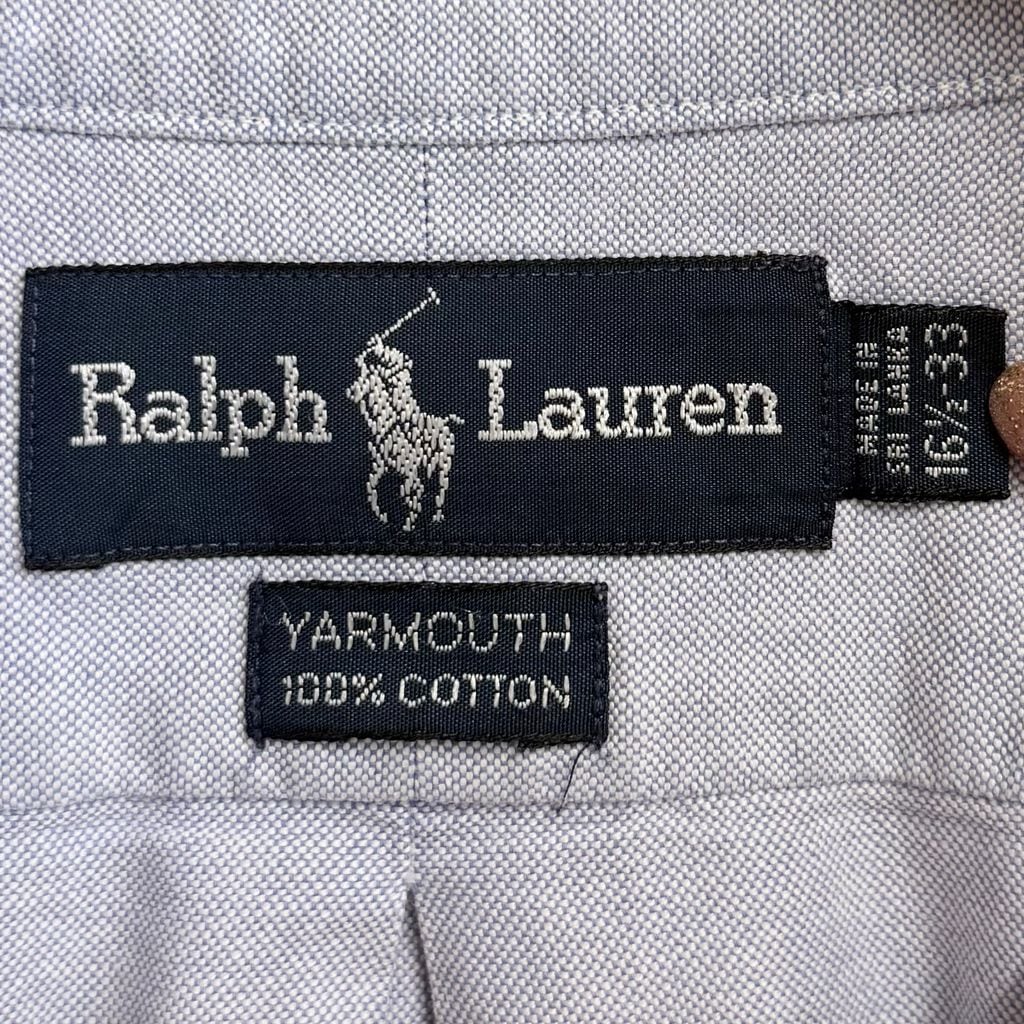 Ralph Lauren
MADE IN
SRI LANKA
16½-33
YARMOUTH
100% COTTON